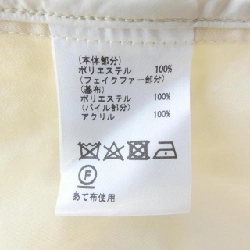 (本体部分)
ポリエステル 100%
(フェイクファー部分)
(基布)
ポリエステル 100%
(パイル部分)
アクリル 100%
F
あて布使用